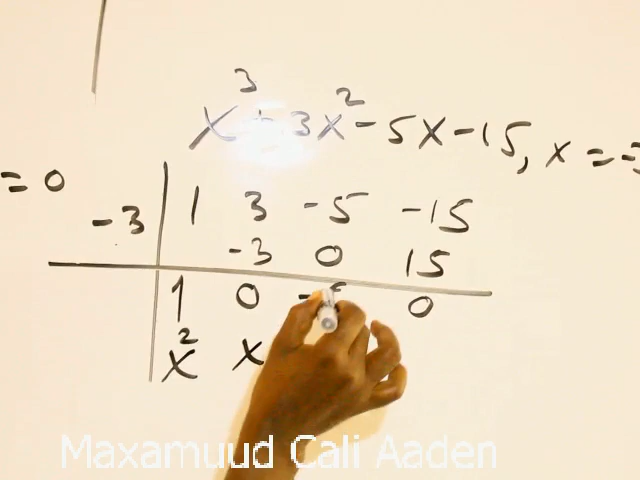 x³ + 3x² - 5x - 15, x = -3
= 0
-3 | 1 3 -5 -15
-3 0 15
1 0 -5 0
x² x
Maxamuud Cali Aaden